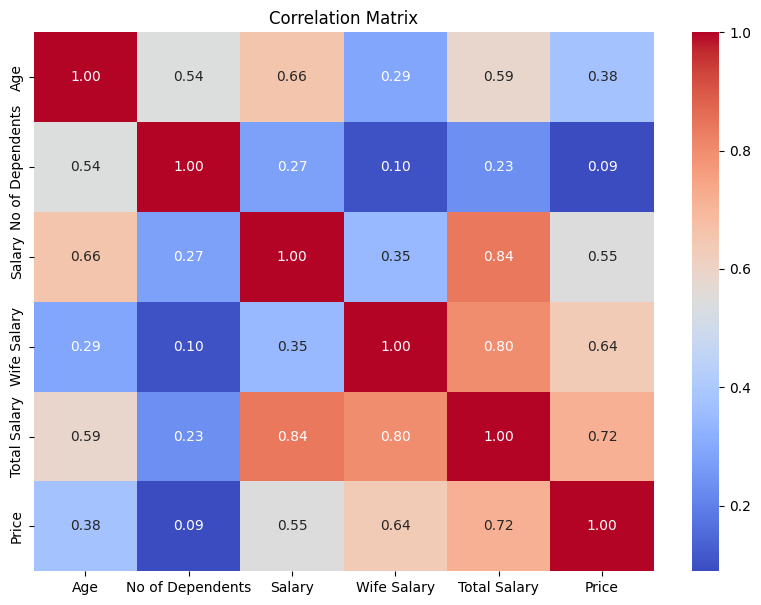 Correlation Matrix
Age 1.00 0.54 0.66 0.29 0.59 0.38
No of Dependents 0.54 1.00 0.27 0.10 0.23 0.09
Salary 0.66 0.27 1.00 0.35 0.84 0.55
Wife Salary 0.29 0.10 0.35 1.00 0.80 0.64
Total Salary 0.59 0.23 0.84 0.80 1.00 0.72
Price 0.38 0.09 0.55 0.64 0.72 1.00
Age No of Dependents Salary Wife Salary Total Salary Price
1.0
0.8
0.6
0.4
0.2